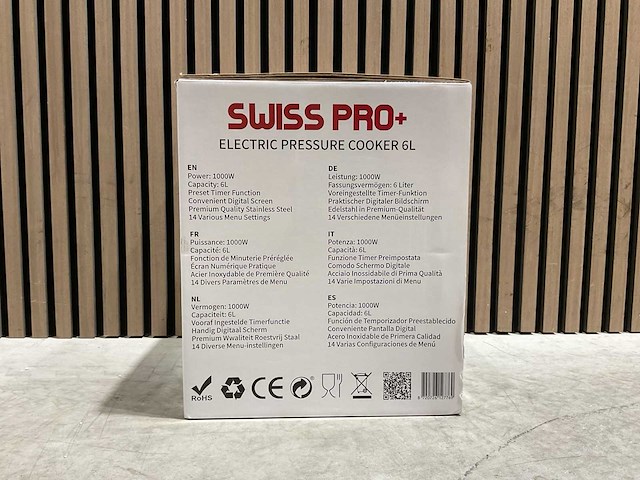 SWISS PRO+
ELECTRIC PRESSURE COOKER 6L
EN
Power: 1000W
Capacity: 6L
Preset Timer Function
Convenient Digital Screen
Premium Quality Stainless Steel
14 Various Menu Settings
DE
Leistung: 1000W
Fassungsvermögen: 6 Liter
Voreingestellte Timer-Funktion
Praktischer Digitaler Bildschirm
Edelstahl in Premium-Qualität
14 Verschiedene Menüeinstellungen
FR
Puissance: 1000W
Capacité: 6L
Fonction de Minuterie Préréglée
Écran Numérique Pratique
Acier Inoxydable de Première Qualité
14 Divers Paramètres de Menu
IT
Potenza: 1000W
Capacità: 6L
Funzione Timer Preimpostata
Comodo Schermo Digitale
Acciaio Inossidabile di Prima Qualità
14 Varie Impostazioni di Menu
NL
Vermogen: 1000W
Capaciteit: 6L
Vooraf Ingestelde Timerfunctie
Handig Digitaal Scherm
Premium Wwaliteit Roestvrij Staal
14 Diverse Menu-instellingen
ES
Potencia: 1000W
Capacidad: 6L
Función de Temporizador Preestablecido
Conveniente Pantalla Digital
Acero Inoxidable de Primera Calidad
14 Varias Configuraciones de Menú
RoHS
CE